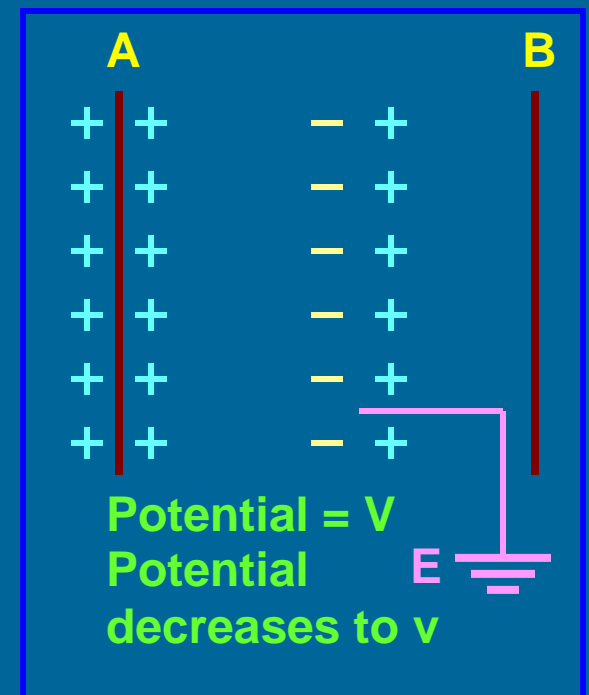 A B
+ + − +
+ + − +
+ + − +
+ + − +
+ + − +
+ + − +
Potential = V
Potential
decreases to v
E